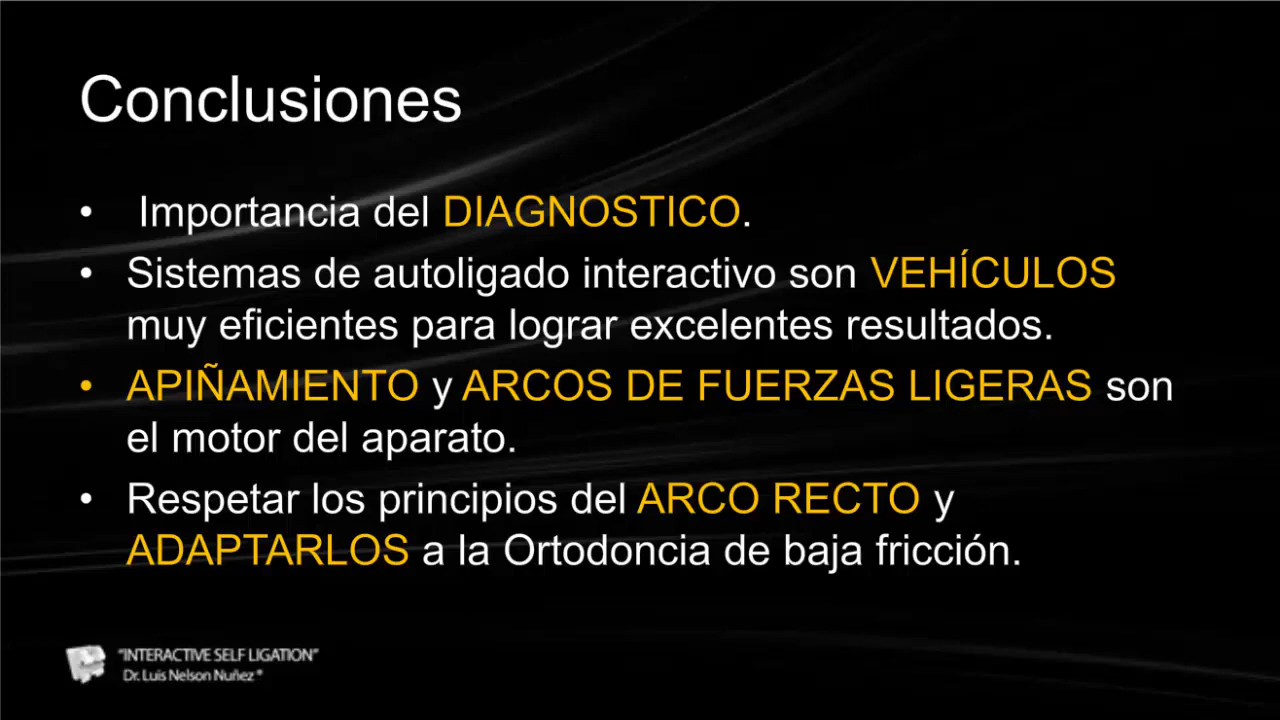 Conclusiones
• Importancia del DIAGNOSTICO.
• Sistemas de autoligado interactivo son VEHÍCULOS
muy eficientes para lograr excelentes resultados.
• APIÑAMIENTO y ARCOS DE FUERZAS LIGERAS son
el motor del aparato.
• Respetar los principios del ARCO RECTO y
ADAPTARLOS a la Ortodoncia de baja fricción.
"INTERACTIVE SELF LIGATION"
Dr. Luis Nelson Nuñez ®